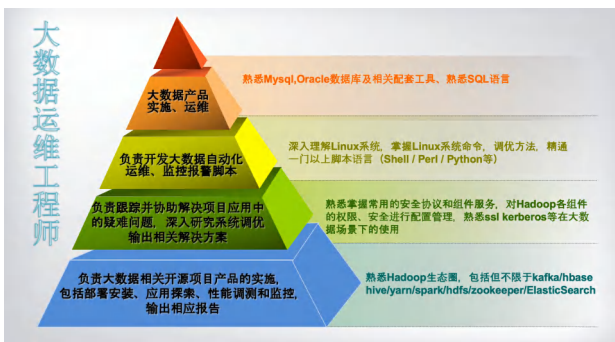 大数据运维工程师
大数据产品
实施、运维
熟悉Mysql,Oracle数据库及相关配套工具、熟悉SQL语言
负责开发大数据自动化
运维、监控报警脚本
深入理解Linux系统，掌握Linux系统命令，调优方法，精通
一门以上脚本语言（Shell / Perl / Python等）
负责跟踪并协助解决项目应用中
的疑难问题，深入研究系统调优
输出相关解决方案
熟悉掌握常用的安全协议和组件服务，对Hadoop各组件
的权限、安全进行配置管理，熟悉ssl kerberos等在大数
据场景下的使用
负责大数据相关开源项目产品的实施，
包括部署安装、应用探索、性能调测和监控，
输出相应报告
熟悉Hadoop生态圈，包括但不限于kafka/hbase
hive/yarn/spark/hdfs/zookeeper/ElasticSearch